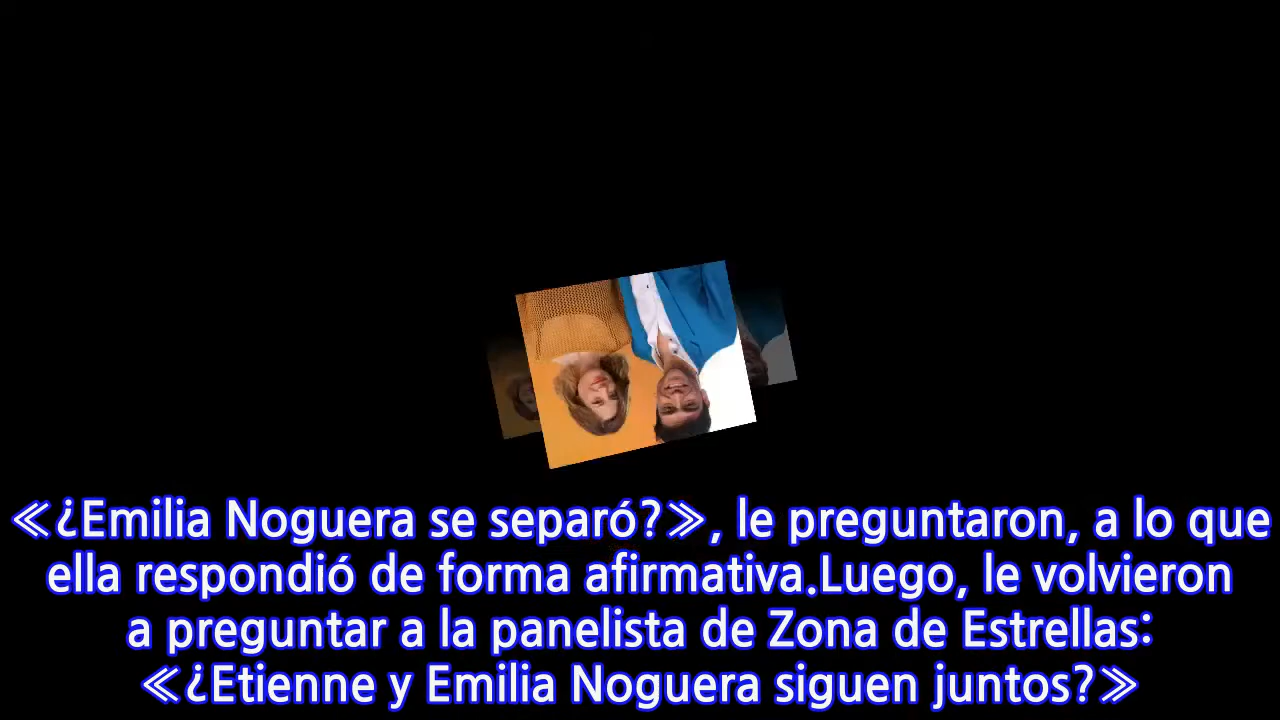 ≪¿Emilia Noguera se separó?≫, le preguntaron, a lo que
ella respondió de forma afirmativa.Luego, le volvieron
a preguntar a la panelista de Zona de Estrellas:
≪¿Etienne y Emilia Noguera siguen juntos?≫